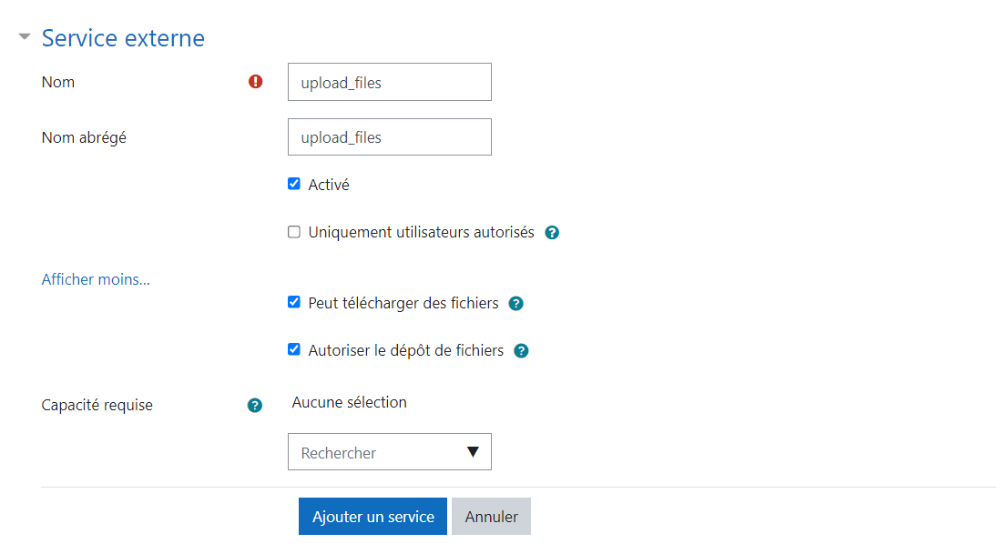 Service externe
Nom
upload_files
Nom abrégé
upload_files
Activé
Uniquement utilisateurs autorisés
Afficher moins...
Peut télécharger des fichiers
Autoriser le dépôt de fichiers
Capacité requise
Aucune sélection
Rechercher
Ajouter un service Annuler